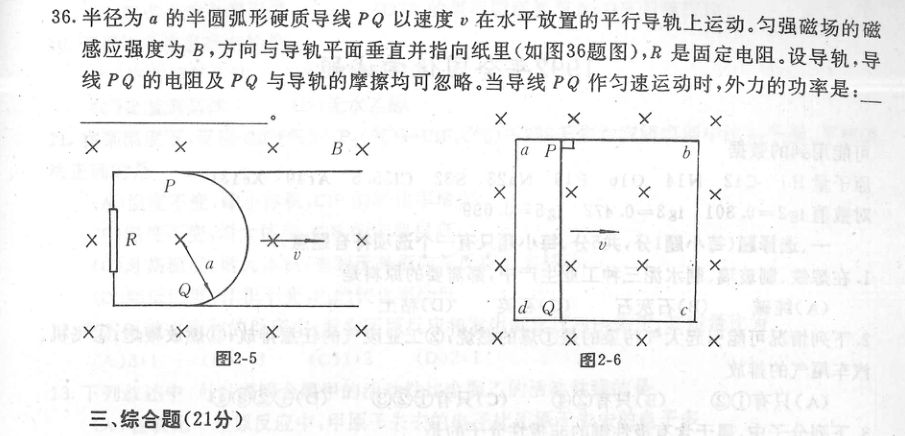 36. 半径为 a 的半圆弧形硬质导线 PQ 以速度 v 在水平放置的平行导轨上运动。匀强磁场的磁
感应强度为 B,方向与导轨平面垂直并指向纸里(如图36题图),R 是固定电阻。设导轨,导
线 PQ 的电阻及 PQ 与导轨的摩擦均可忽略。当导线 PQ 作匀速运动时,外力的功率是:__
____________。
B
P
R
a
v
Q
图2-5
a P b
v
d Q c
图2-6
三、综合题(21分)